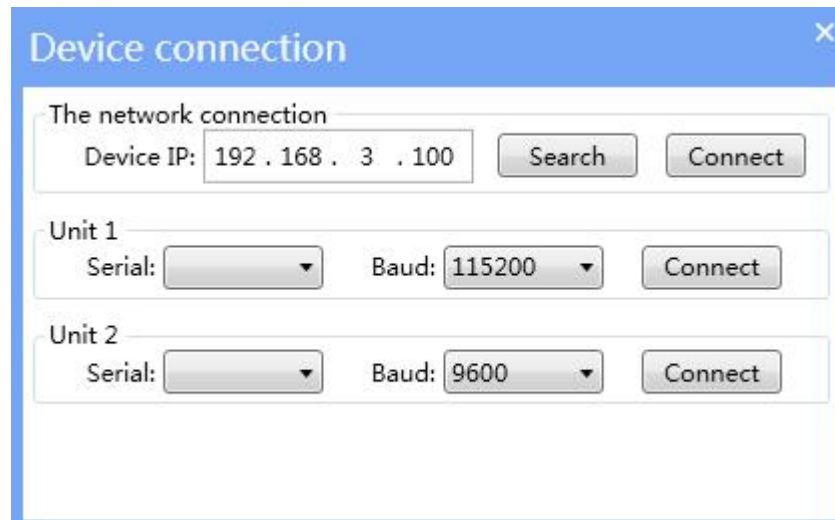 Device connection
The network connection
Device IP: 192 . 168 . 3 . 100 Search Connect
Unit 1
Serial: Baud: 115200 Connect
Unit 2
Serial: Baud: 9600 Connect